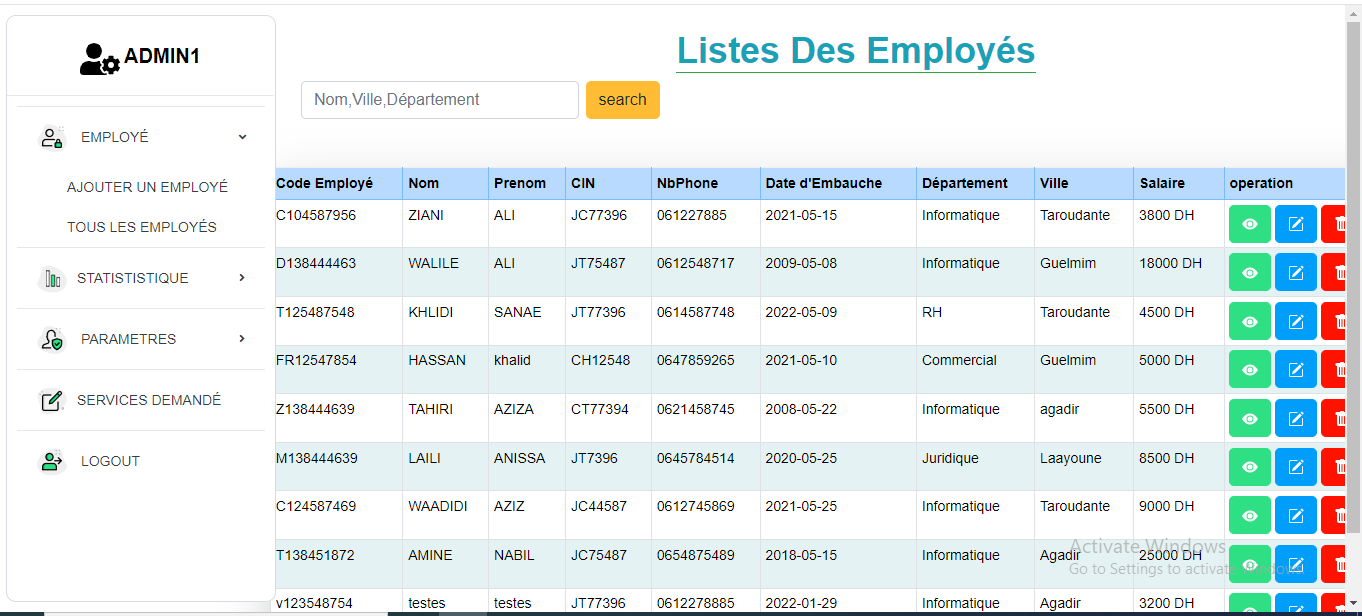 ADMIN1
EMPLOYÉ
AJOUTER UN EMPLOYÉ
TOUS LES EMPLOYÉS
STATISTISTIQUE
PARAMETRES
SERVICES DEMANDÉ
LOGOUT
Listes Des Employés
Nom,Ville,Département search
Code Employé Nom Prenom CIN NbPhone Date d'Embauche Département Ville Salaire operation
C104587956 ZIANI ALI JC77396 061227885 2021-05-15 Informatique Taroudante 3800 DH
D138444463 WALILE ALI JT75487 0612548717 2009-05-08 Informatique Guelmim 18000 DH
T125487548 KHLIDI SANAE JT77396 0614587748 2022-05-09 RH Taroudante 4500 DH
FR12547854 HASSAN khalid CH12548 0647859265 2021-05-10 Commercial Guelmim 5000 DH
Z138444639 TAHIRI AZIZA CT77394 0621458745 2008-05-22 Informatique agadir 5500 DH
M138444639 LAILI ANISSA JT7396 0645784514 2020-05-25 Juridique Laayoune 8500 DH
C124587469 WAADIDI AZIZ JC44587 0612745869 2021-05-25 Informatique Taroudante 9000 DH
T138451872 AMINE NABIL JC75487 0654875489 2018-05-15 Informatique Agadir 25000 DH
v123548754 testes testes JT77396 0612278885 2022-01-29 Informatique Agadir 3200 DH
Activate Windows
Go to Settings to activate Windows.